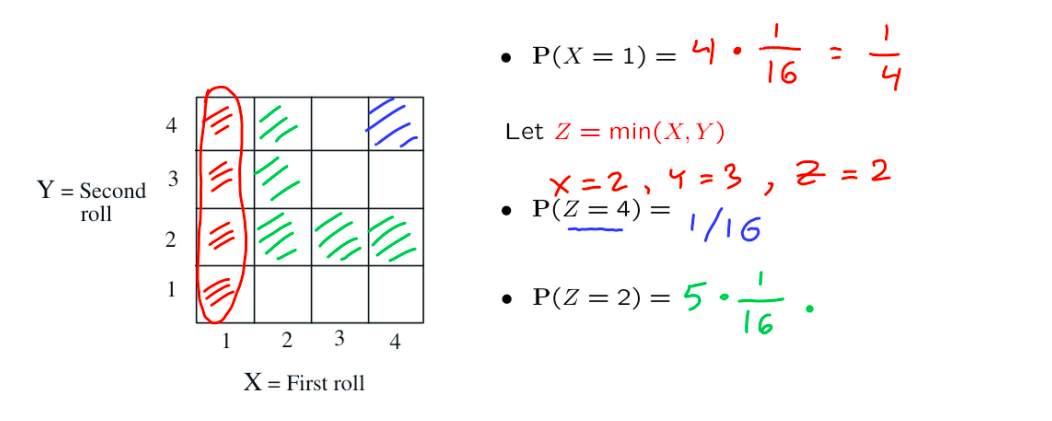 4
3
2
1
Y = Second
roll
1 2 3 4
X = First roll
• P(X = 1) = 4 · 1/16 = 1/4
Let Z = min(X, Y)
X = 2, Y = 3, Z = 2
• P(Z = 4) = 1/16
• P(Z = 2) = 5 · 1/16 .